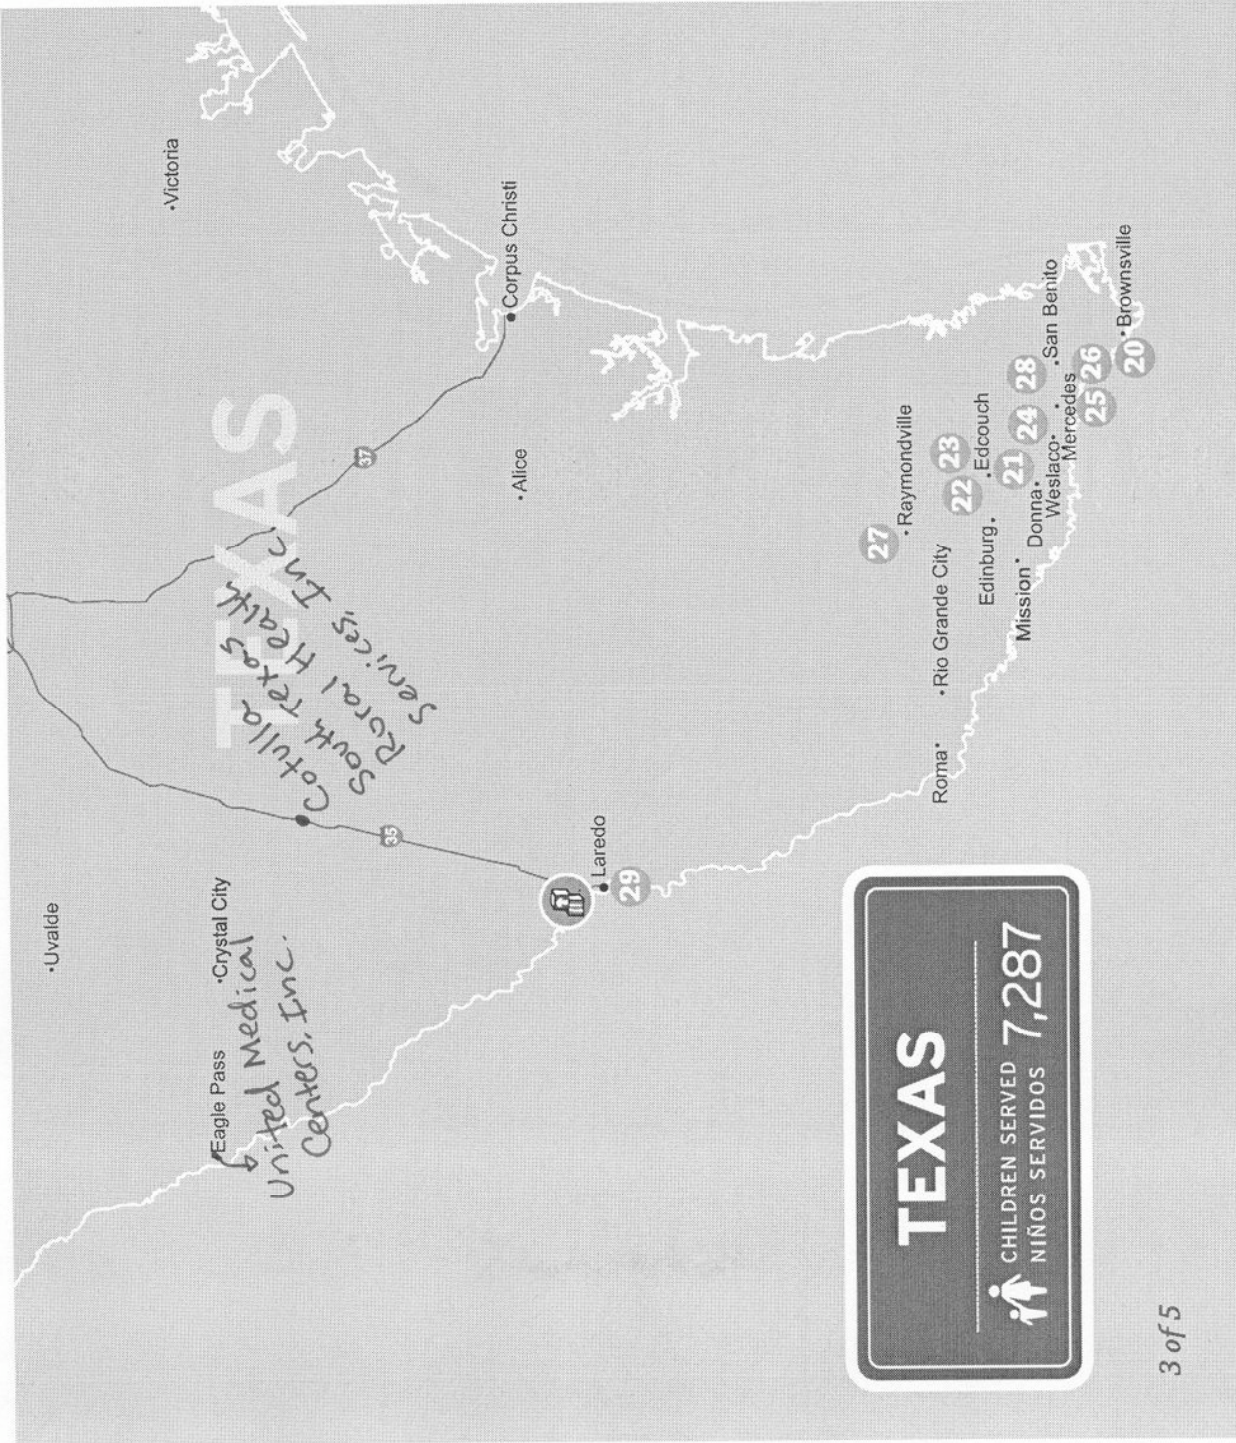 •Uvalde
•Victoria
Eagle Pass
•Crystal City
United Medical
Centers, Inc.
TEXAS
Cotulla
South Texas
Rural Health
Services, Inc
35
37
Corpus Christi
•Alice
Laredo
29
27
•Raymondville
Roma•
•Rio Grande City
22
23
Edinburg•
•Edcouch
Mission•
21
24
28
Donna•
Weslaco•
Mercedes•
•San Benito
25
26
20
•Brownsville
TEXAS
CHILDREN SERVED 7,287
NIÑOS SERVIDOS
3 of 5